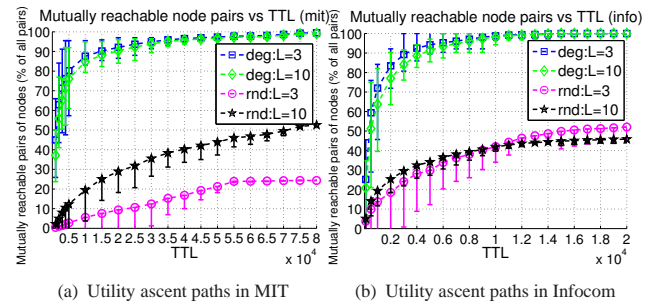 Mutually reachable node pairs vs TTL (mit)
Mutually reachable pairs of nodes (% of all pairs)
100
90
80
70
60
50
40
30
20
10
0
deg:L=3
deg:L=10
rnd:L=3
rnd:L=10
0.5 1 1.5 2 2.5 3 3.5 4 4.5 5 5.5 6 6.5 7 7.5 8
TTL
x 10^4
(a) Utility ascent paths in MIT
Mutually reachable node pairs vs TTL (info)
Mutually reachable pairs of nodes (% of all pairs)
100
90
80
70
60
50
40
30
20
10
0
deg:L=3
deg:L=10
rnd:L=3
rnd:L=10
0.2 0.4 0.6 0.8 1 1.2 1.4 1.6 1.8 2
TTL
x 10^4
(b) Utility ascent paths in Infocom